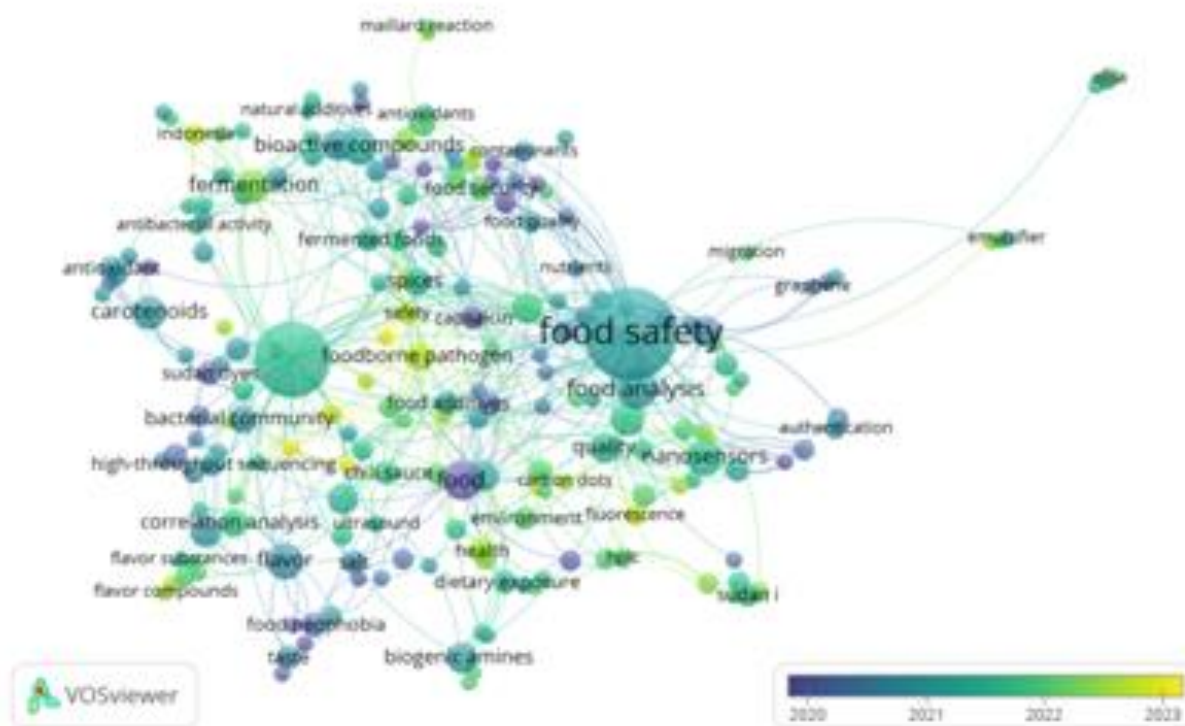 maillard reaction
natural additives
antioxidants
indonesia
bioactive compounds
contaminants
fermentation
food security
antibacterial activity
food quality
fermented foods
migration
emulsifier
antioxidant
nutrients
spices
graphene
carotenoids
safety
capsaicin
food safety
foodborne pathogen
sudan dyes
food analysis
food additives
bacterial community
authentication
quality
nanosensors
high-throughput sequencing
chili sauce
food
carbon dots
correlation analysis
ultrasound
environment
fluorescence
flavor substances
flavor
salt
health
hplc
flavor compounds
dietary exposure
sudan i
food neophobia
taste
biogenic amines
VOSviewer
2020
2021
2022
2023